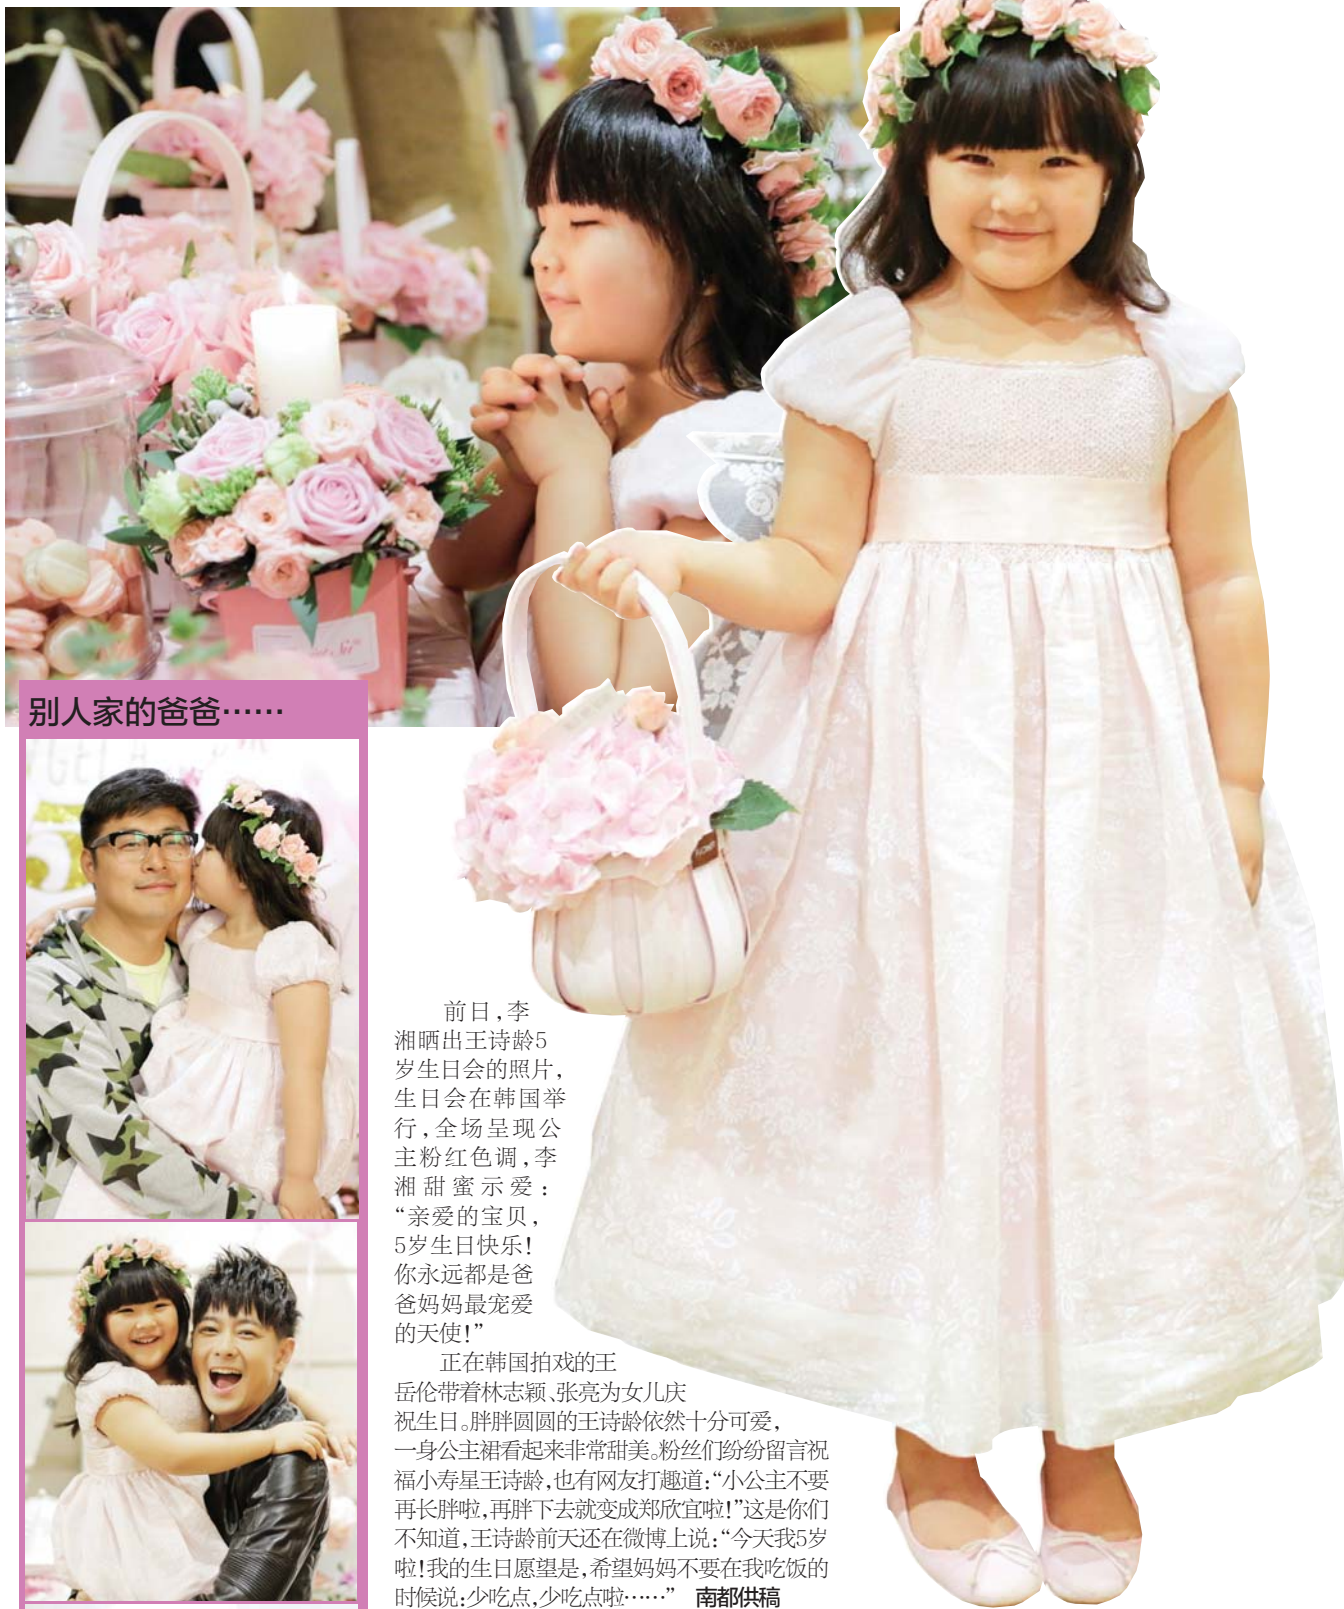 别人家的爸爸……
前日,李
湘晒出王诗龄5
岁生日会的照片,
生日会在韩国举
行,全场呈现公
主粉红色调,李
湘甜蜜示爱:
“亲爱的宝贝,
5岁生日快乐!
你永远都是爸
爸妈妈最宠爱
的天使!”
正在韩国拍戏的王
岳伦带着林志颖、张亮为女儿庆
祝生日。胖胖圆圆的王诗龄依然十分可爱,
一身公主裙看起来非常甜美。粉丝们纷纷留言祝
福小寿星王诗龄,也有网友打趣道:“小公主不要
再长胖啦,再胖下去就变成郑欣宜啦!”这是你们
不知道,王诗龄前天还在微博上说:“今天我5岁
啦!我的生日愿望是,希望妈妈不要在我吃饭的
时候说:少吃点,少吃点啦……” 南都供稿